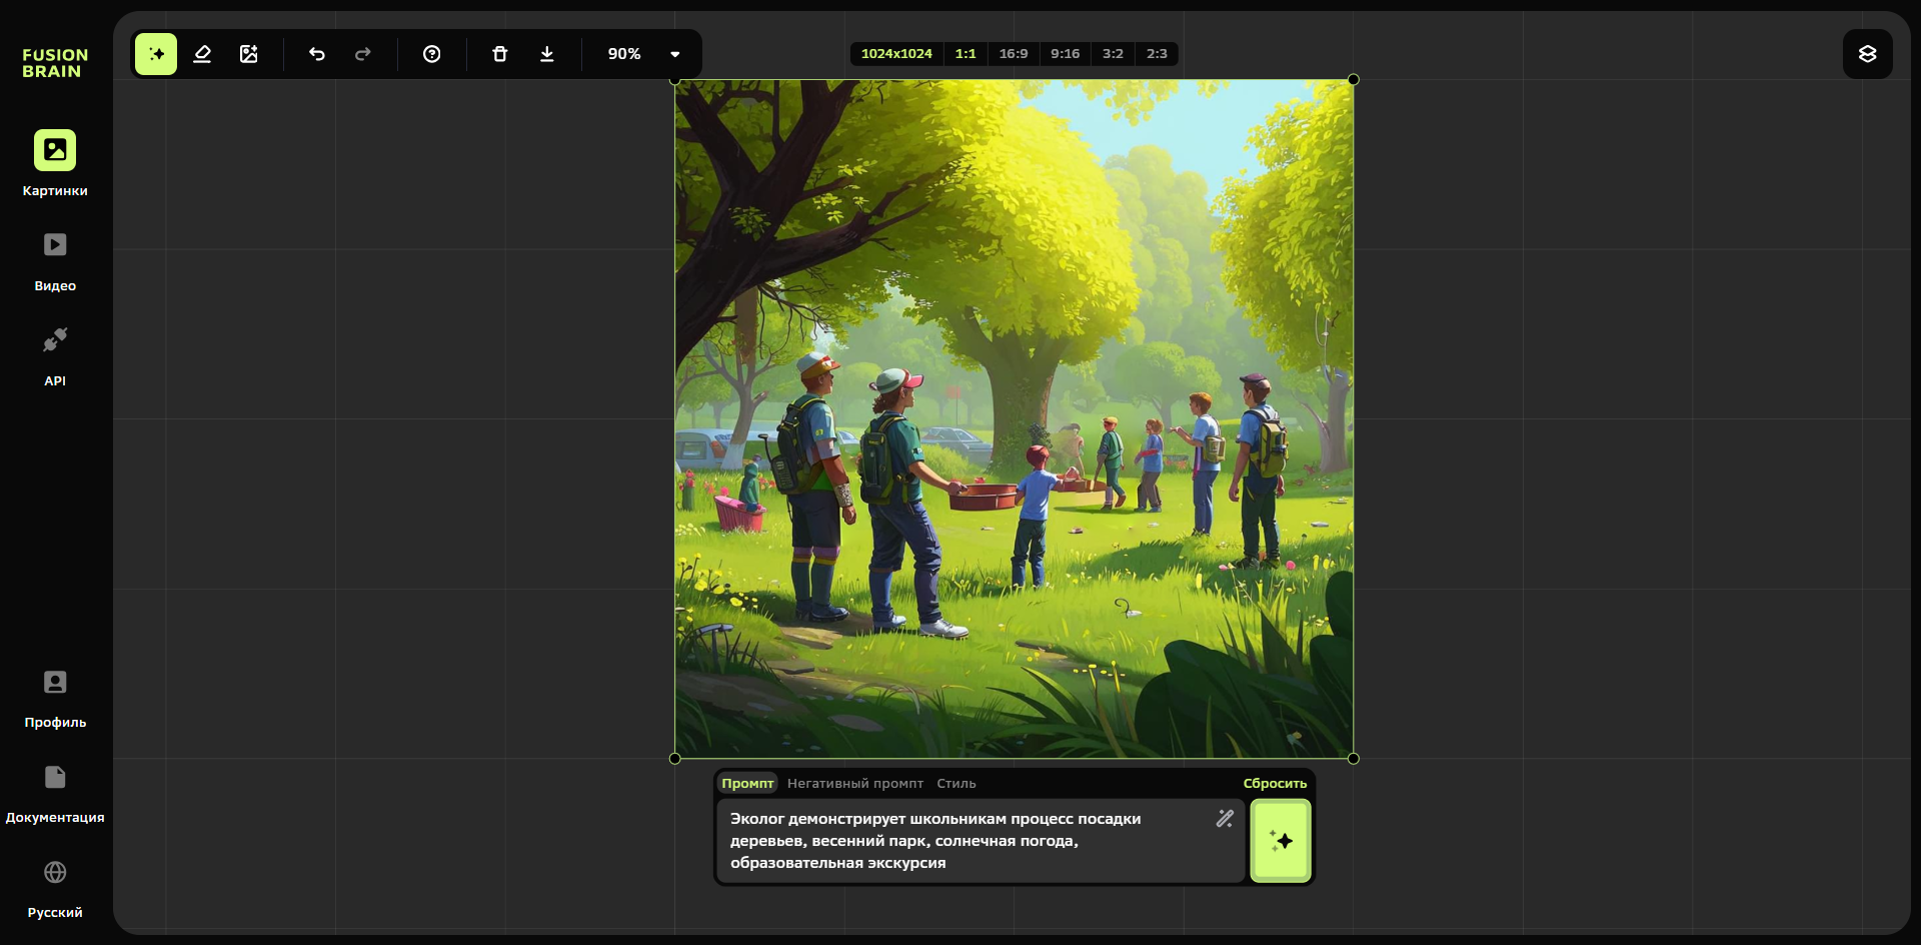 FUSION
BRAIN
90%
1024x1024 1:1 16:9 9:16 3:2 2:3
Картинки
Видео
API
Профиль
Документация
Русский
Промпт Негативный промпт Стиль Сбросить
Эколог демонстрирует школьникам процесс посадки
деревьев, весенний парк, солнечная погода,
образовательная экскурсия